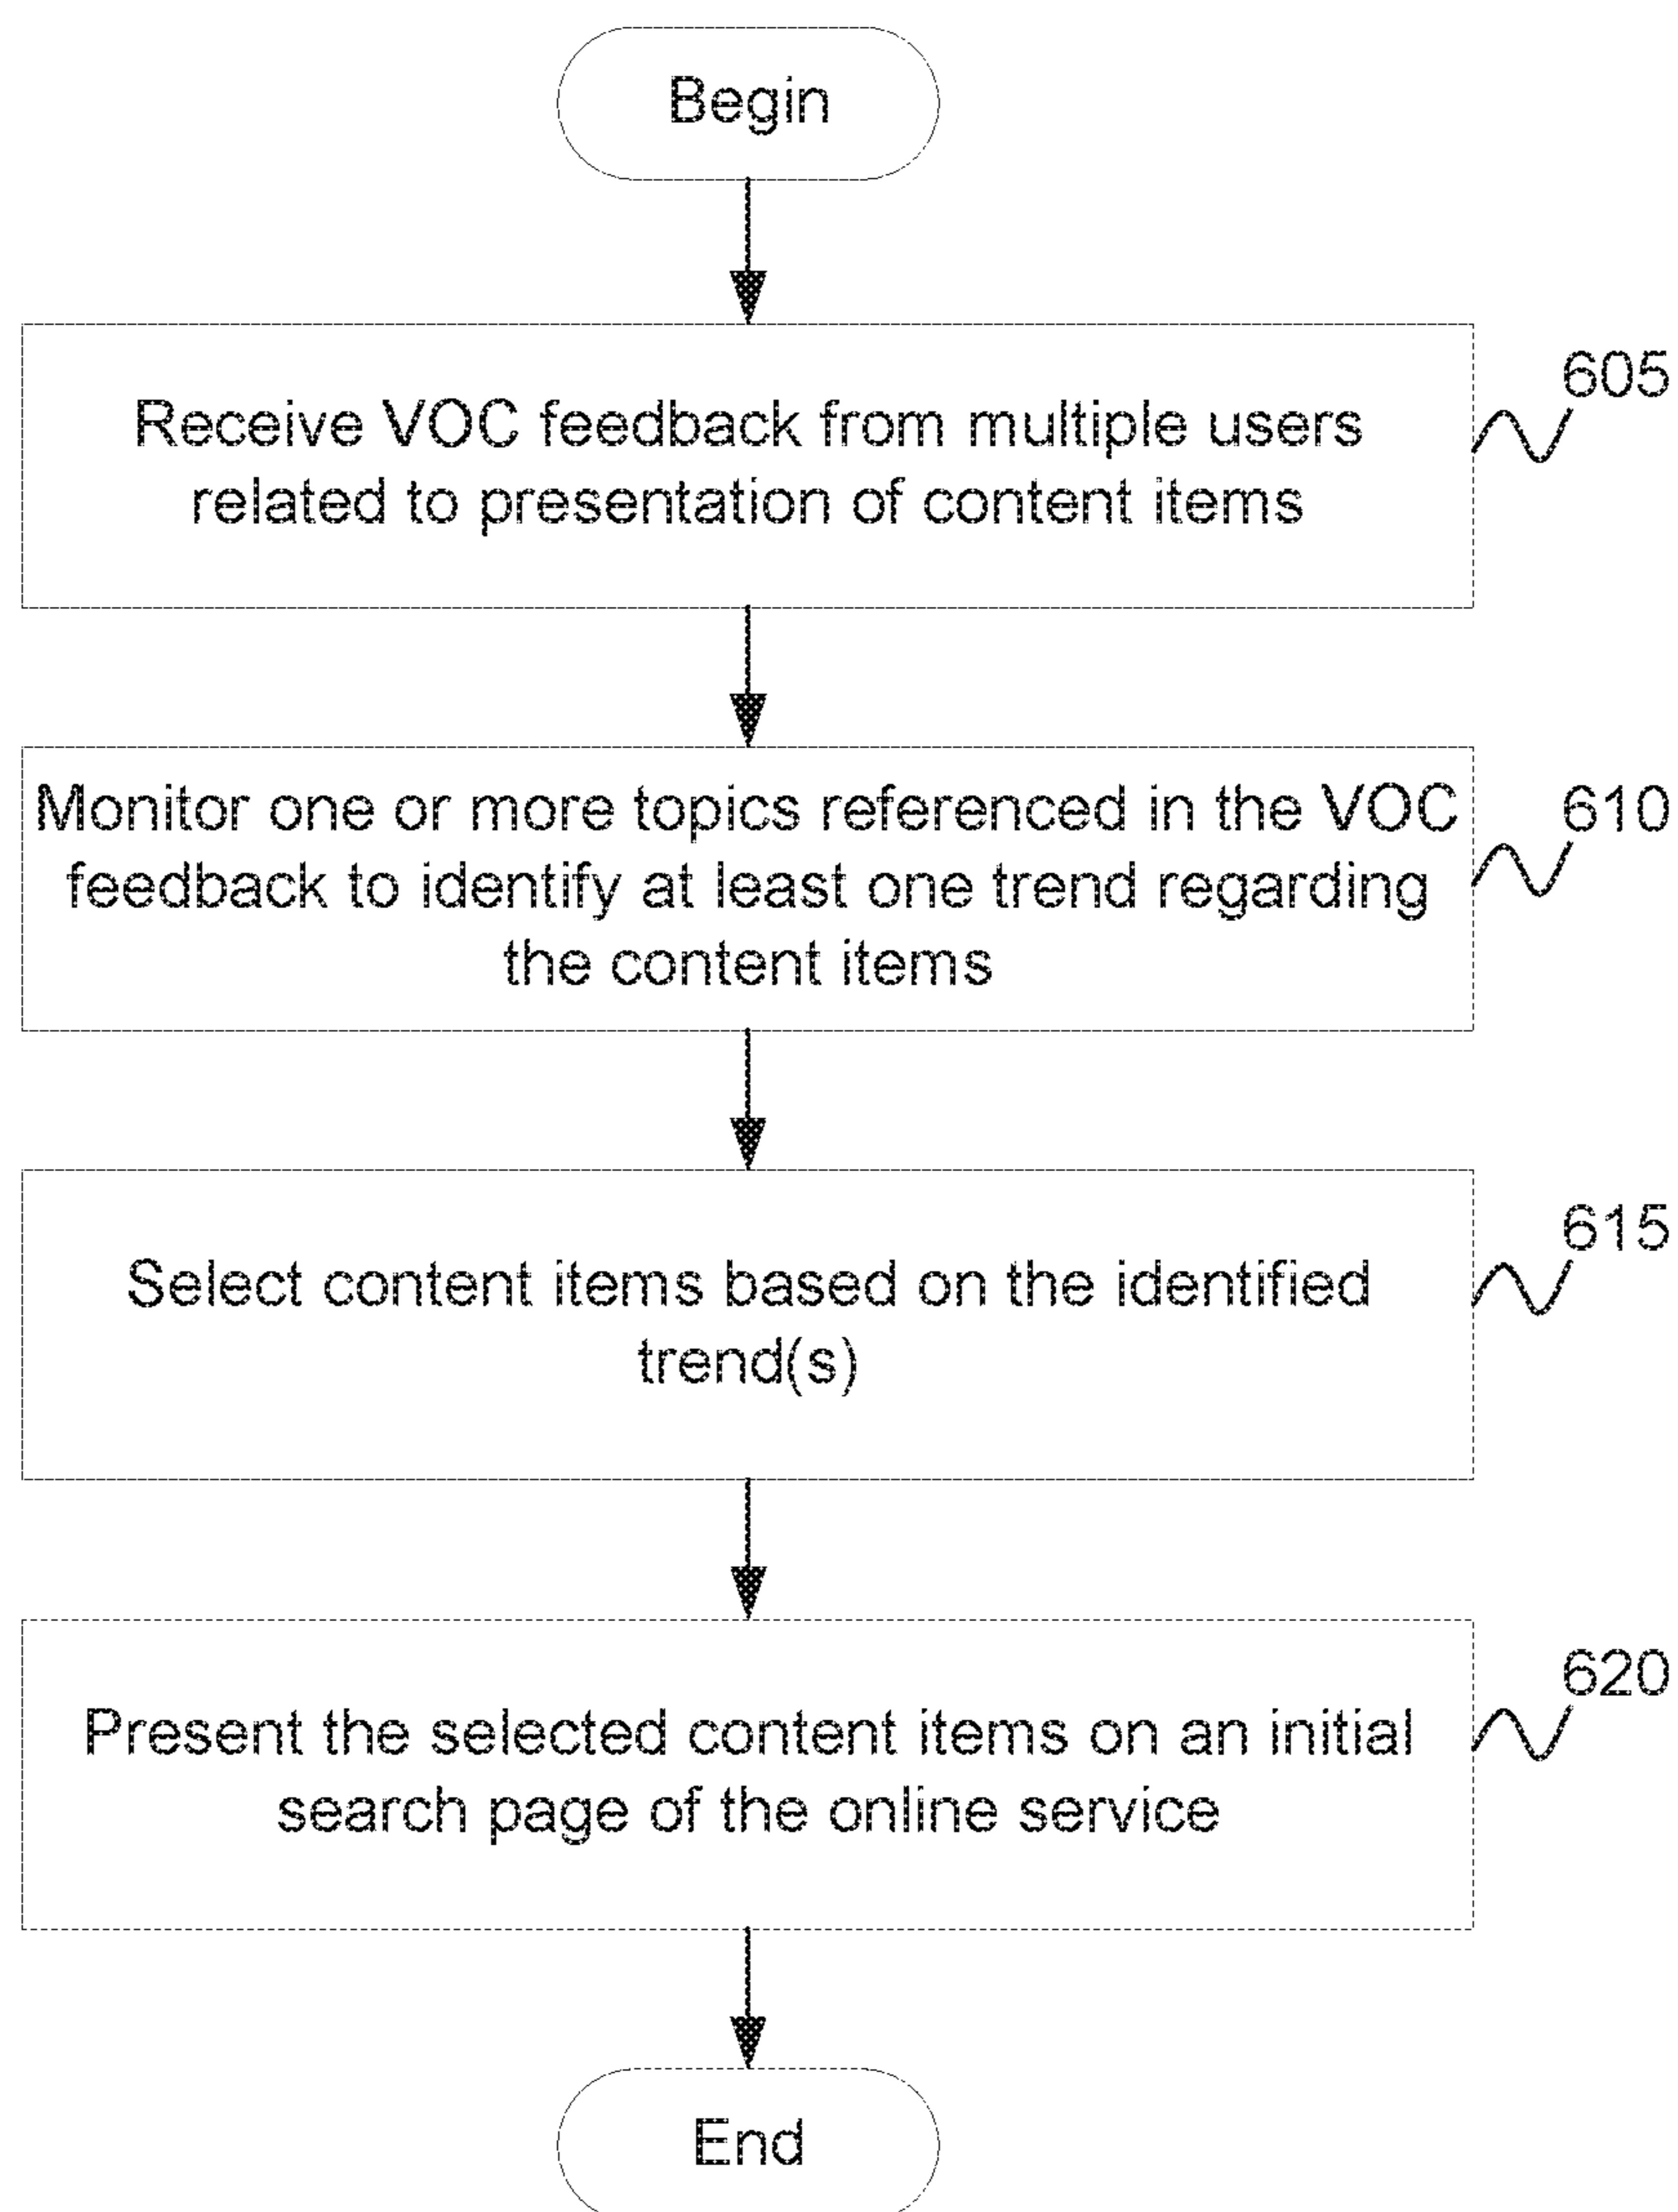 Begin
Receive VOC feedback from multiple users
related to presentation of content items
605
Monitor one or more topics referenced in the VOC
feedback to identify at least one trend regarding
the content items
610
Select content items based on the identified
trend(s)
615
Present the selected content items on an initial
search page of the online service
620
End